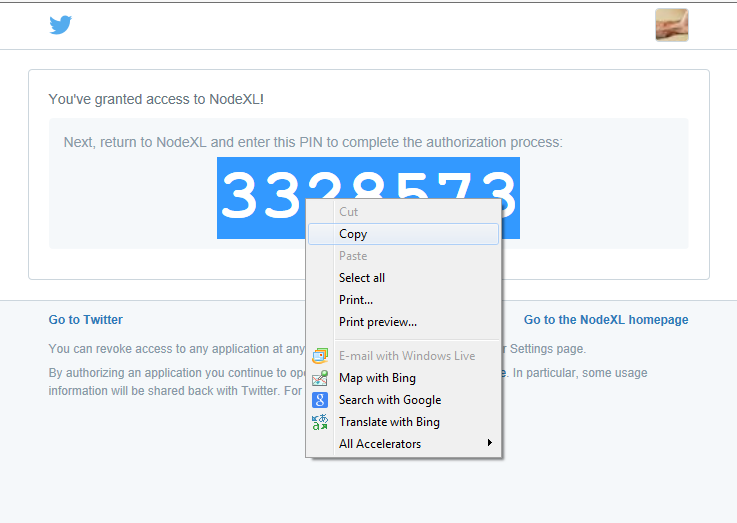 You've granted access to NodeXL!
Next, return to NodeXL and enter this PIN to complete the authorization process:
3328573
Cut
Copy
Paste
Select all
Print...
Print preview...
E-mail with Windows Live
Map with Bing
Search with Google
Translate with Bing
All Accelerators
Go to Twitter
Go to the NodeXL homepage
You can revoke access to any application at any
r Settings page.
By authorizing an application you continue to ope
. In particular, some usage
information will be shared back with Twitter. For